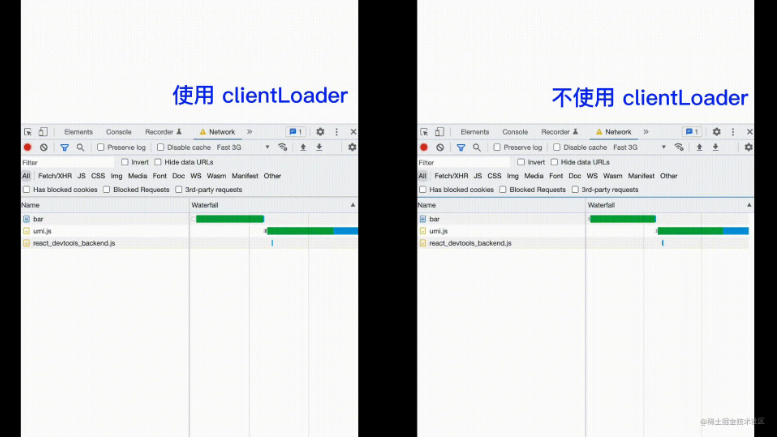 使用 clientLoader
Elements Console Recorder Network » 1
Preserve log Disable cache Fast 3G
Filter Invert Hide data URLs
All Fetch/XHR JS CSS Img Media Font Doc WS Wasm Manifest Other
Has blocked cookies Blocked Requests 3rd-party requests
Name Waterfall
bar
umi.js
react_devtools_backend.js
不使用 clientLoader
Elements Console Recorder Network » 1
Preserve log Disable cache Fast 3G
Filter Invert Hide data URLs
All Fetch/XHR JS CSS Img Media Font Doc WS Wasm Manifest Other
Has blocked cookies Blocked Requests 3rd-party requests
Name Waterfall
bar
umi.js
react_devtools_backend.js
@稀土掘金技术社区